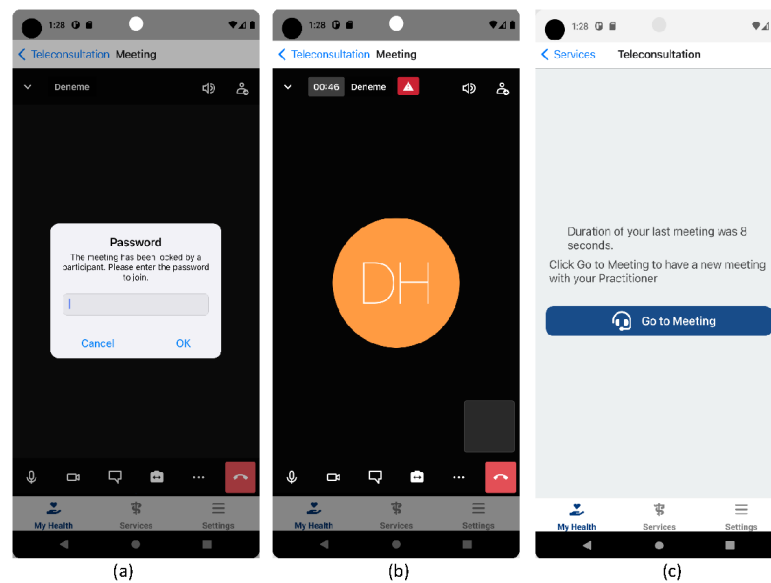 1:28
Teleconsultation Meeting
Deneme
Password
The meeting has been locked by a
participant. Please enter the password
to join.
Cancel OK
My Health Services Settings
(a)
1:28
Teleconsultation Meeting
00:46 Deneme
DH
My Health Services Settings
(b)
1:28
Services Teleconsultation
Duration of your last meeting was 8
seconds.
Click Go to Meeting to have a new meeting
with your Practitioner
Go to Meeting
My Health Services Settings
(c)